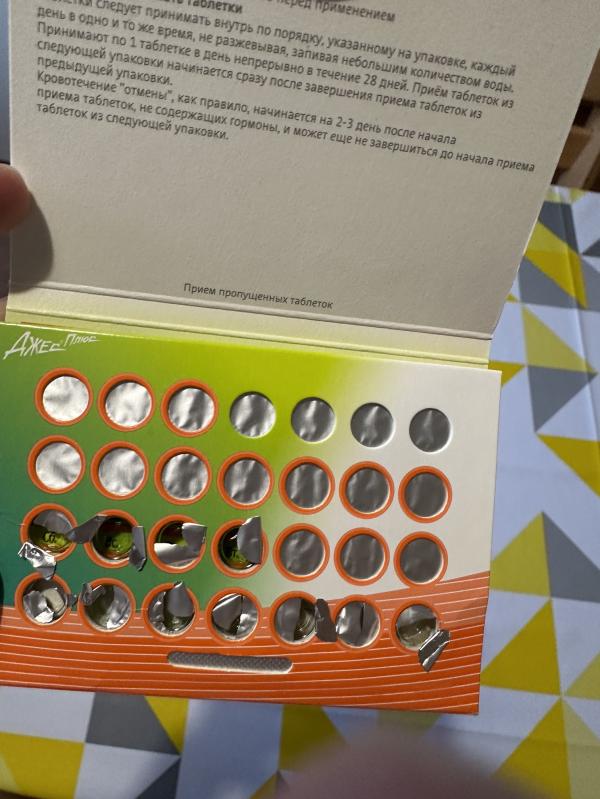 таблетки
перед применением
следует принимать внутрь по порядку, указанному на упаковке, каждый
день в одно и то же время, не разжевывая, запивая небольшим количеством воды.
Принимают по 1 таблетке в день непрерывно в течение 28 дней. Приём таблеток из
следующей упаковки начинается сразу после завершения приема таблеток из
предыдущей упаковки.
Кровотечение "отмены", как правило, начинается на 2-3 день после начала
приема таблеток, не содержащих гормоны, и может еще не завершиться до начала приема
таблеток из следующей упаковки.
Прием пропущенных таблеток
Джес® Плюс